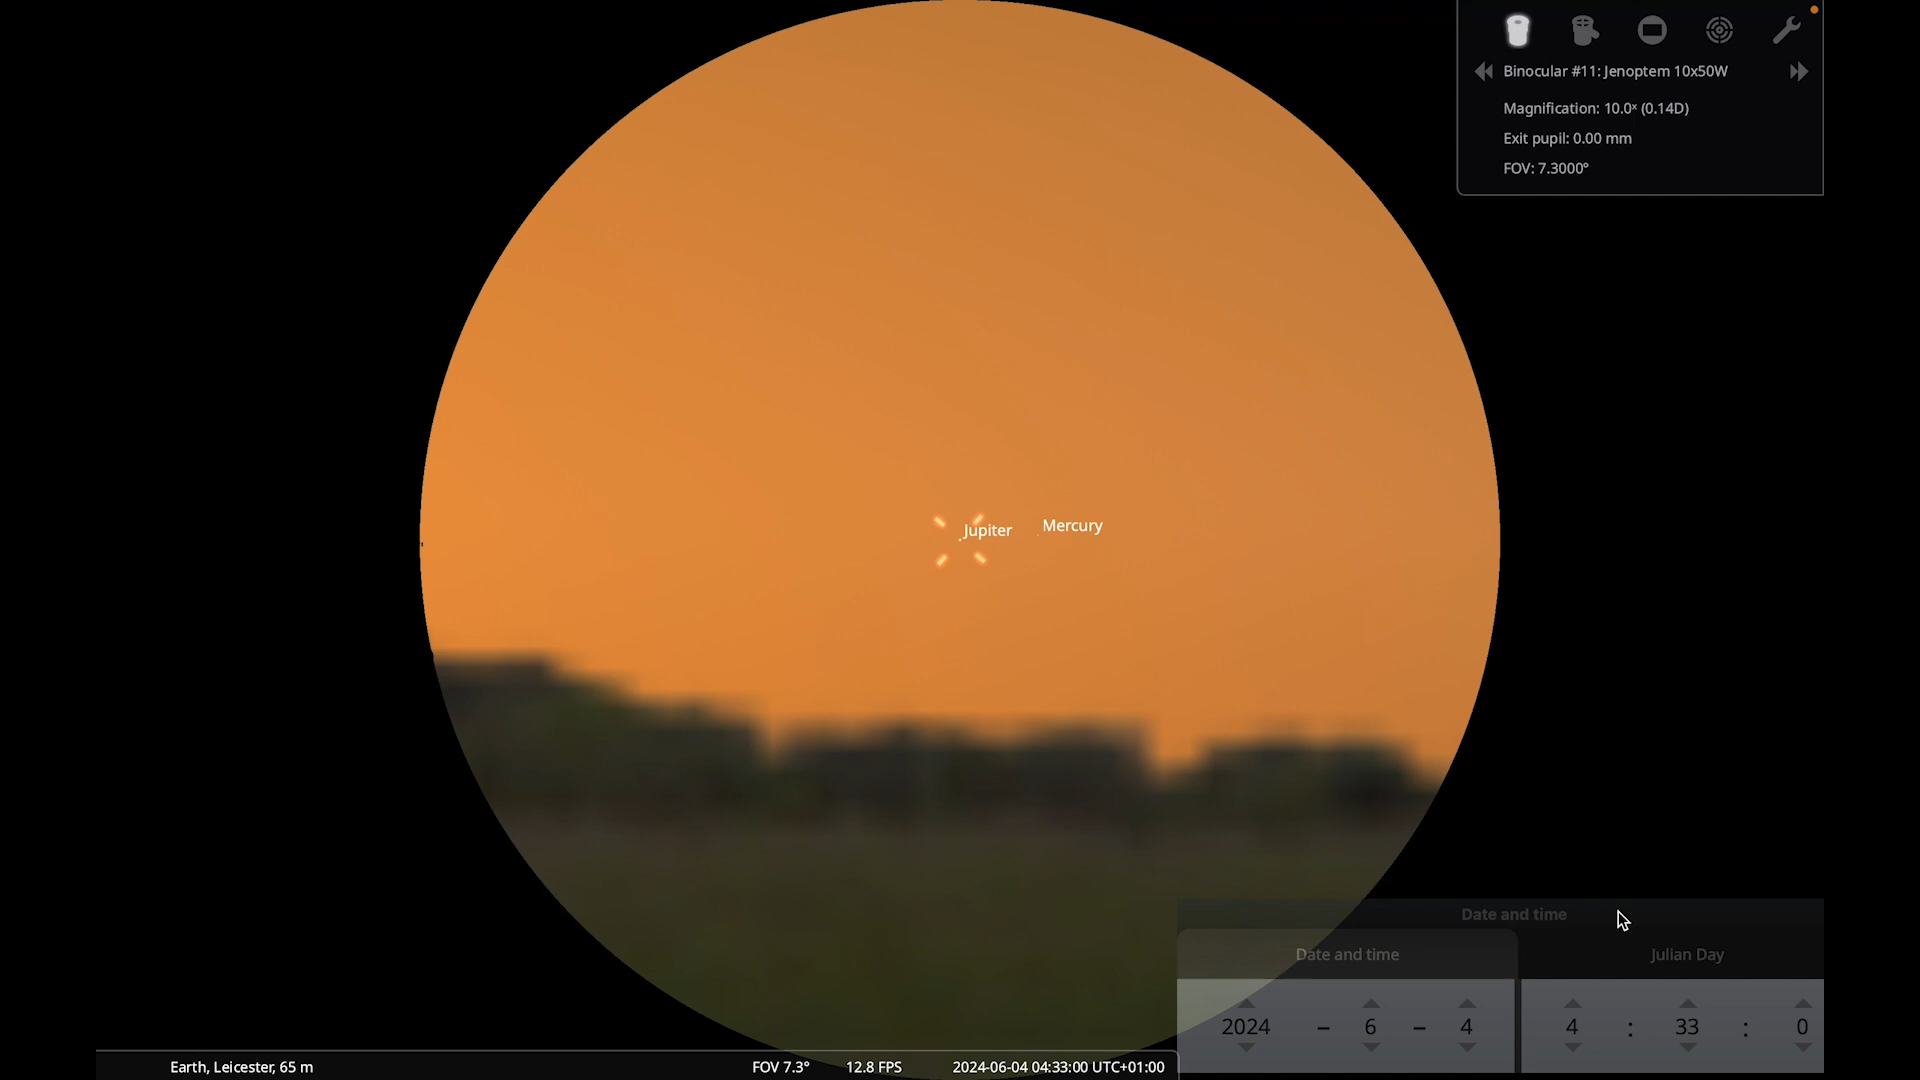 Binocular #11: Jenoptem 10x50W
Magnification: 10.0ˣ (0.14D)
Exit pupil: 0.00 mm
FOV: 7.3000°
Jupiter
Mercury
Date and time
Date and time
Julian Day
2024 – 6 – 4
4 : 33 : 0
Earth, Leicester, 65 m
FOV 7.3°
12.8 FPS
2024-06-04 04:33:00 UTC+01:00